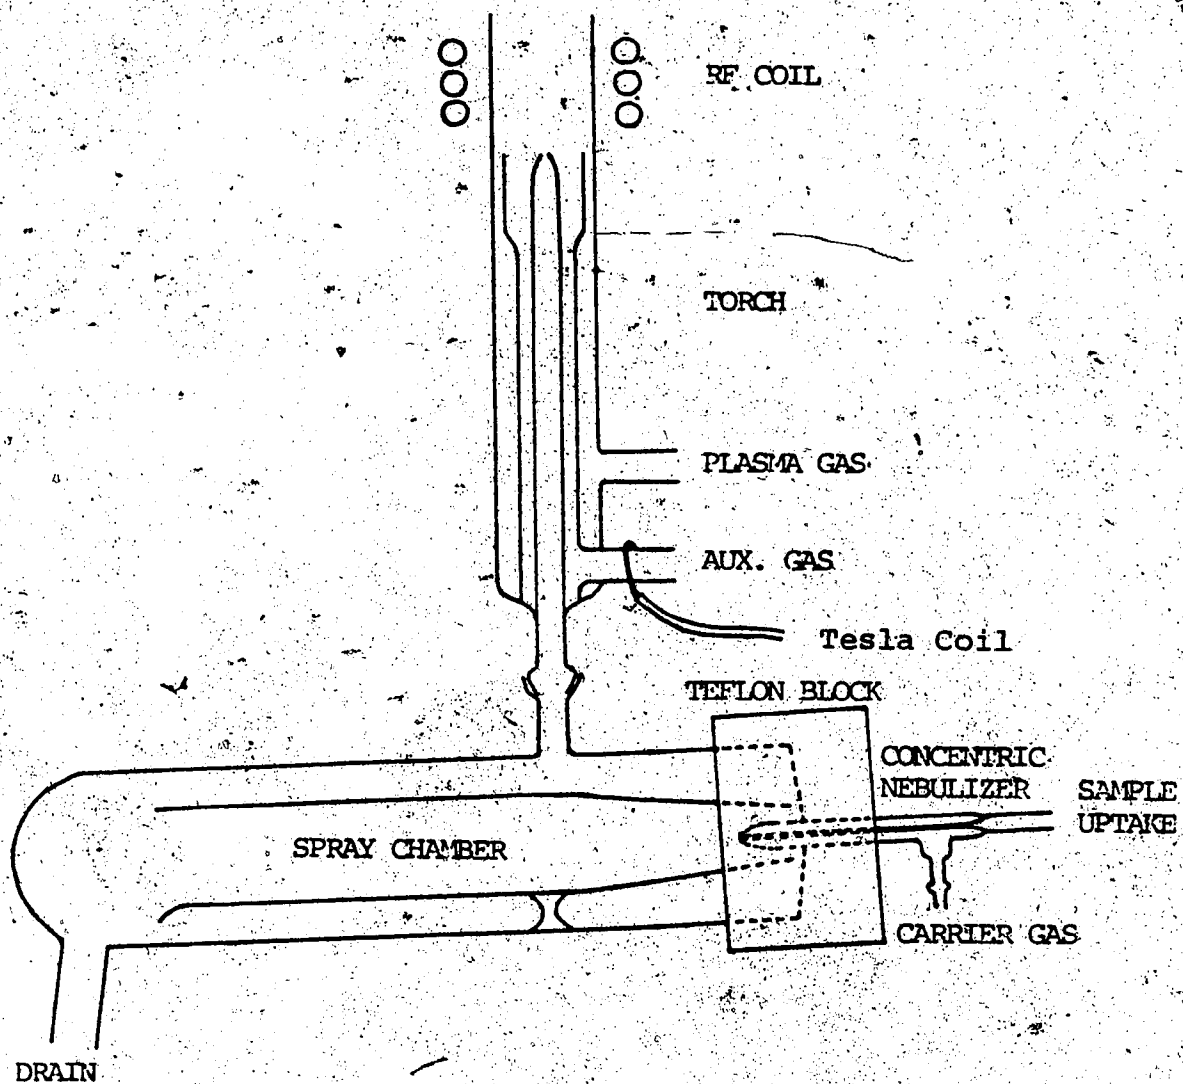 RF COIL
TORCH
PLASMA GAS
AUX. GAS
Tesla Coil
TEFLON BLOCK
CONCENTRIC
NEBULIZER
SAMPLE
UPTAKE
SPRAY CHAMBER
CARRIER GAS
DRAIN